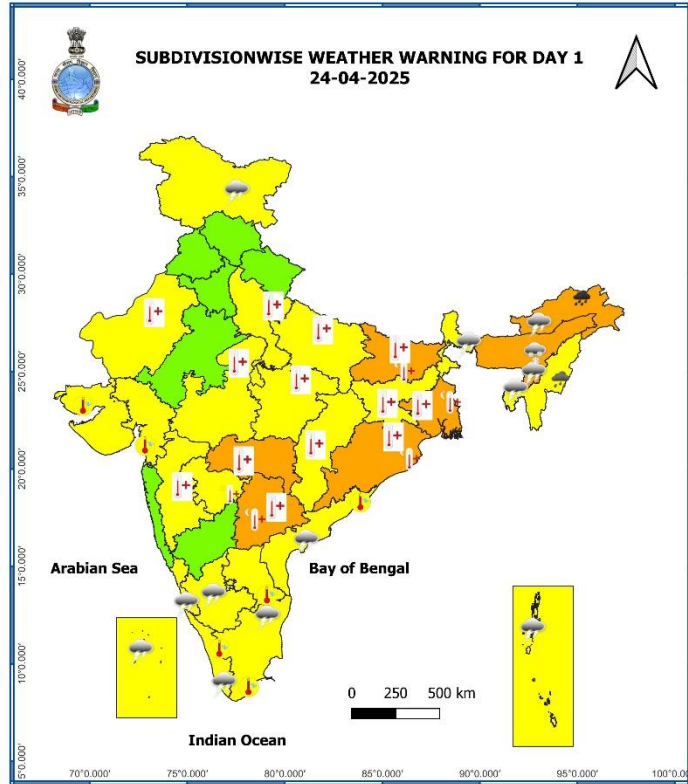 SUBDIVISIONWISE WEATHER WARNING FOR DAY 1
24-04-2025
40°0.000'
35°0.000'
30°0.000'
25°0.000'
20°0.000'
15°0.000'
10°0.000'
5°0.000'
Arabian Sea
Bay of Bengal
0 250 500 km
Indian Ocean
70°0.000' 75°0.000' 80°0.000' 85°0.000' 90°0.000' 95°0.000' 100°0.000'